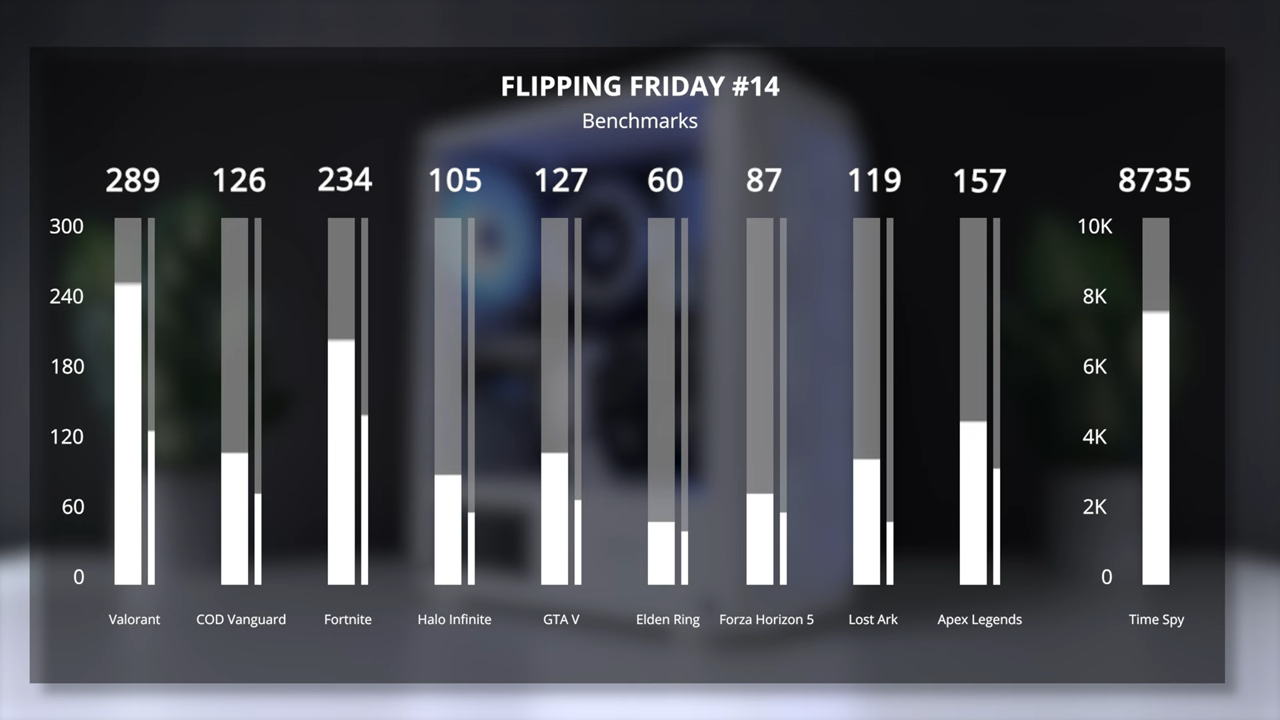 FLIPPING FRIDAY #14
Benchmarks
289 126 234 105 127 60 87 119 157 8735
300 10K
240 8K
180 6K
120 4K
60 2K
0 0
Valorant COD Vanguard Fortnite Halo Infinite GTA V Elden Ring Forza Horizon 5 Lost Ark Apex Legends Time Spy